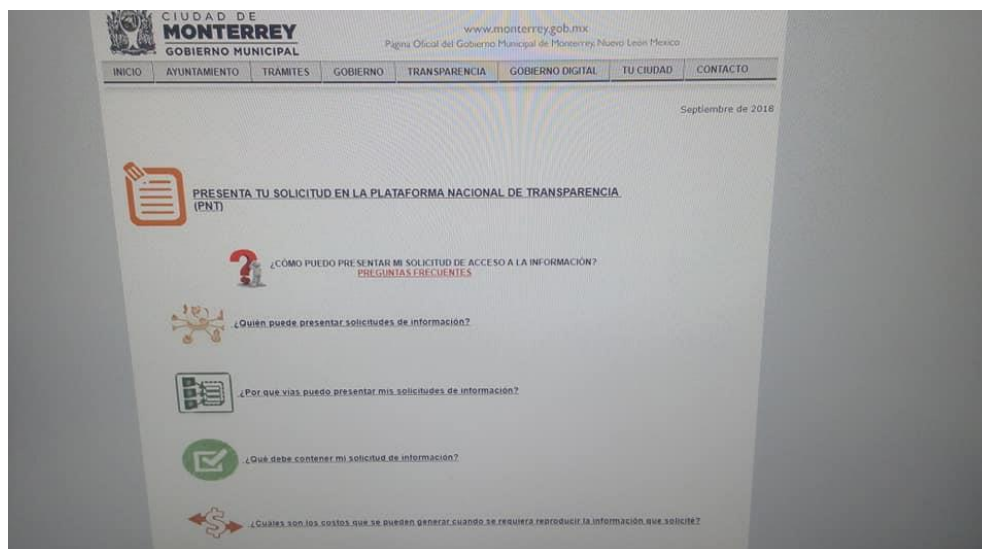 CIUDAD DE
MONTERREY
GOBIERNO MUNICIPAL
www.monterrey.gob.mx
Página Oficial del Gobierno Municipal de Monterrey, Nuevo León Mexico
INICIO AYUNTAMIENTO TRÁMITES GOBIERNO TRANSPARENCIA GOBIERNO DIGITAL TU CIUDAD CONTACTO
Septiembre de 2018
PRESENTA TU SOLICITUD EN LA PLATAFORMA NACIONAL DE TRANSPARENCIA
(PNT)
¿CÓMO PUEDO PRESENTAR MI SOLICITUD DE ACCESO A LA INFORMACIÓN?
PREGUNTAS FRECUENTES
¿Quién puede presentar solicitudes de información?
¿Por que vías puedo presentar mis solicitudes de información?
¿Qué debe contener mi solicitud de información?
¿Cuáles son los costos que se pueden generar cuando se requiera reproducir la información que solicité?